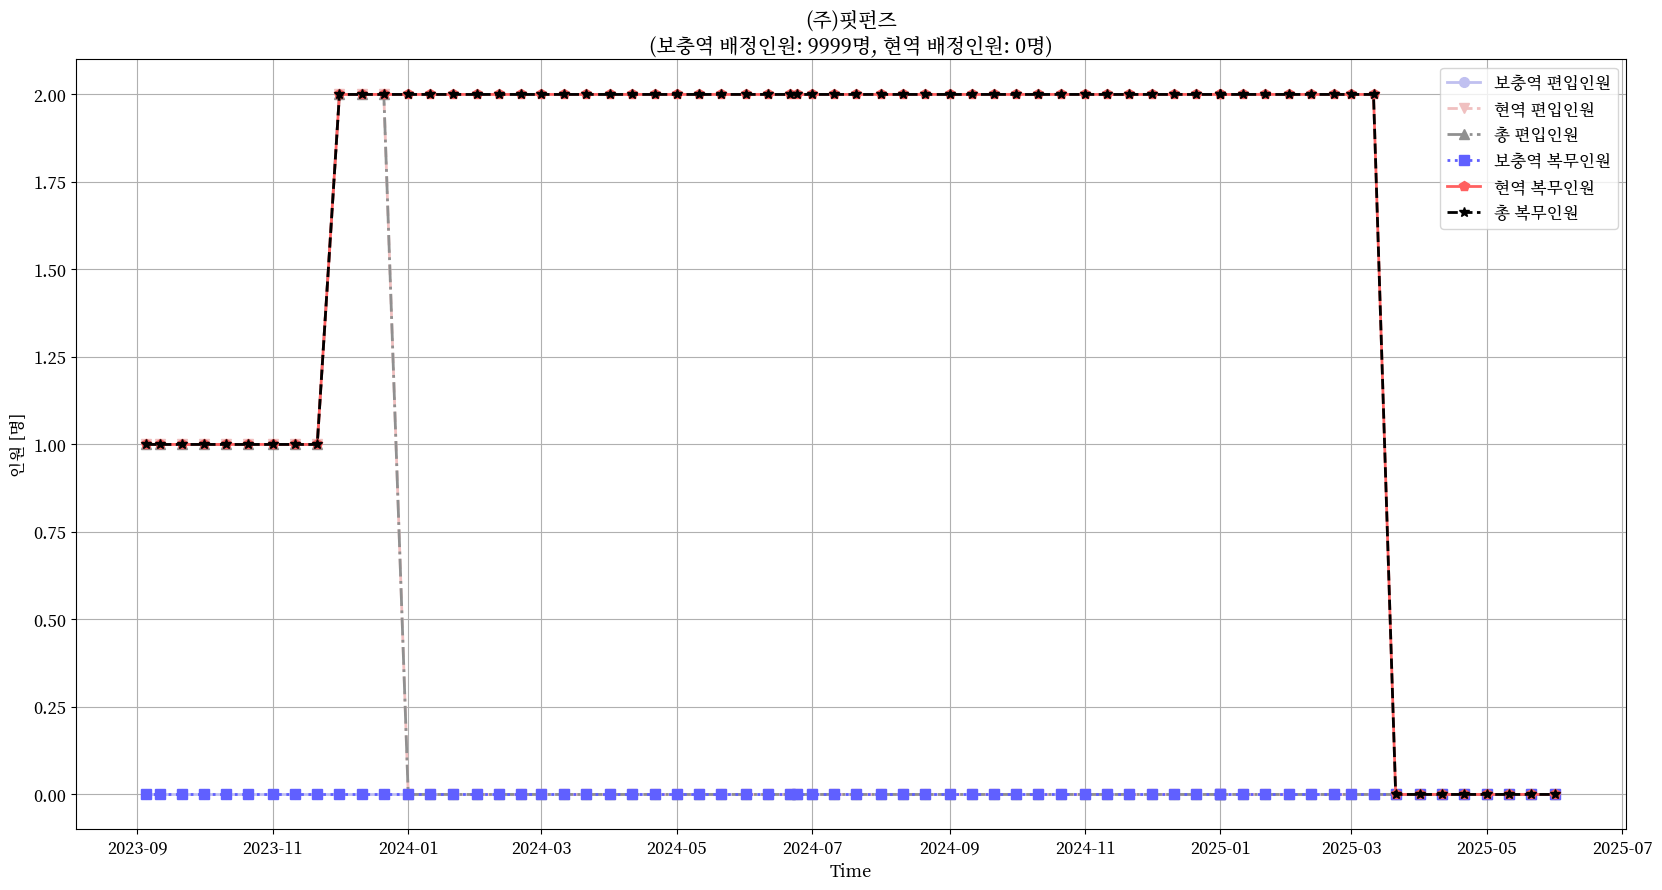 (주)핏펀즈
(보충역 배정인원: 9999명, 현역 배정인원: 0명)
보충역 편입인원
현역 편입인원
총 편입인원
보충역 복무인원
현역 복무인원
총 복무인원
2.00
1.75
1.50
1.25
1.00
0.75
0.50
0.25
0.00
인원 [명]
2023-09 2023-11 2024-01 2024-03 2024-05 2024-07 2024-09 2024-11 2025-01 2025-03 2025-05 2025-07
Time